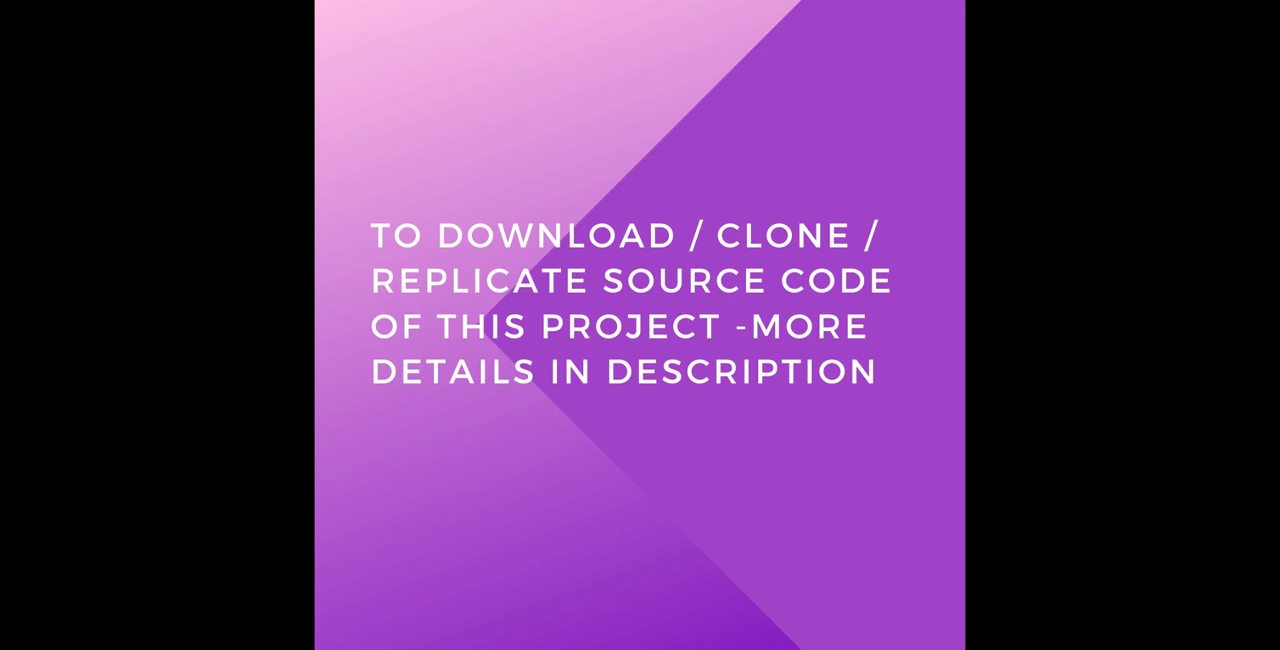 TO DOWNLOAD / CLONE /
REPLICATE SOURCE CODE
OF THIS PROJECT -MORE
DETAILS IN DESCRIPTION